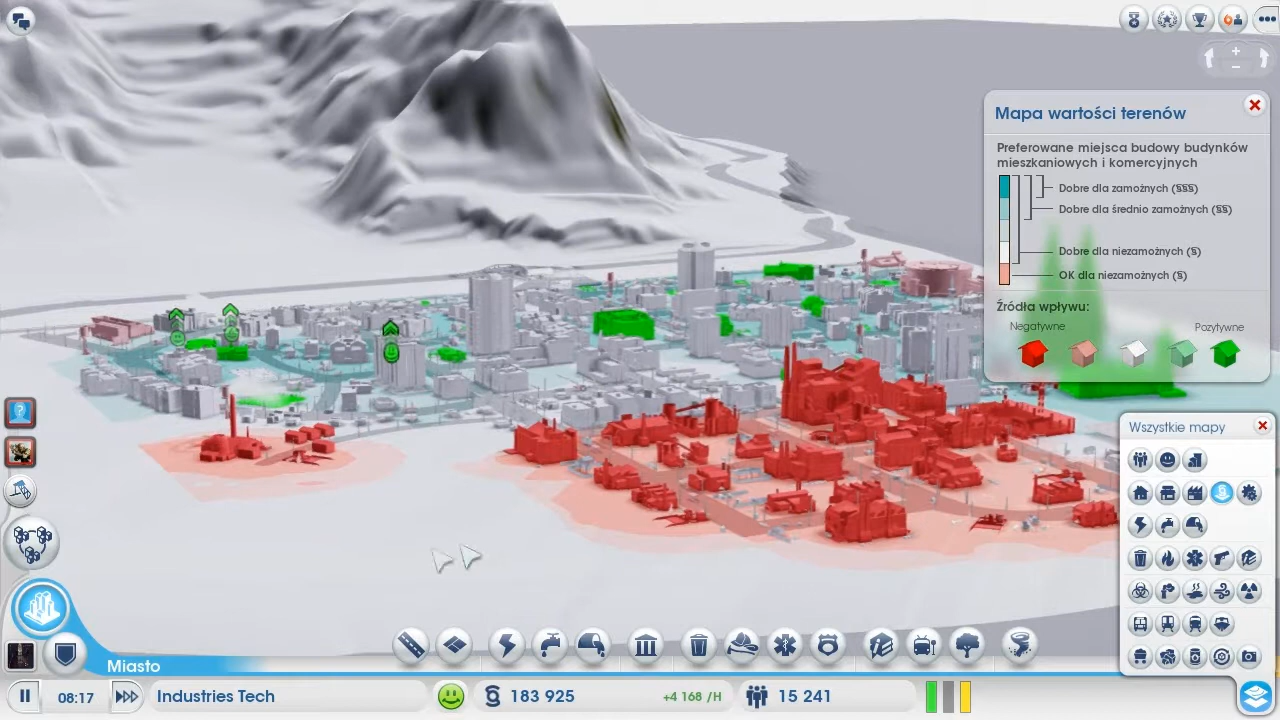 Mapa wartości terenów
Preferowane miejsca budowy budynków
mieszkaniowych i komercyjnych
Dobre dla zamożnych (§§§)
Dobre dla średnio zamożnych (§§)
Dobre dla niezamożnych (§)
OK dla niezamożnych (§)
Źródła wpływu:
Negatywne
Pozytywne
Wszystkie mapy
Miasto
08:17
Industries Tech
183 925
+4 168 /H
15 241